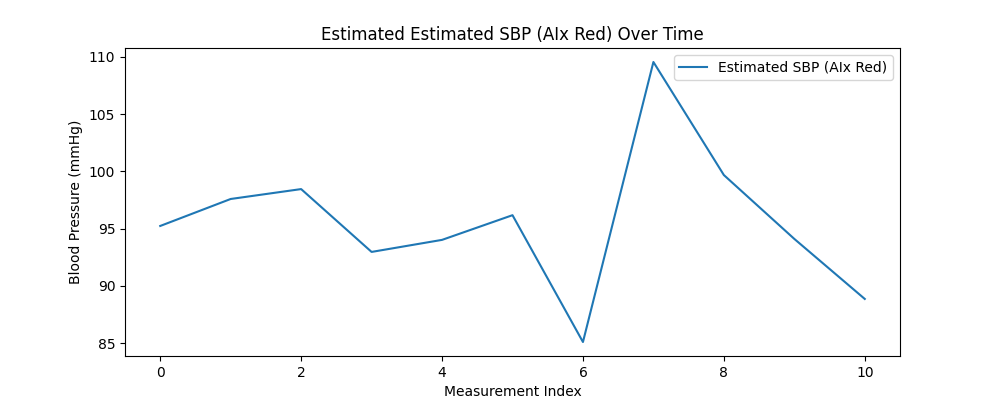 Estimated Estimated SBP (AIx Red) Over Time
Estimated SBP (AIx Red)
Blood Pressure (mmHg)
110
105
100
95
90
85
0 2 4 6 8 10
Measurement Index